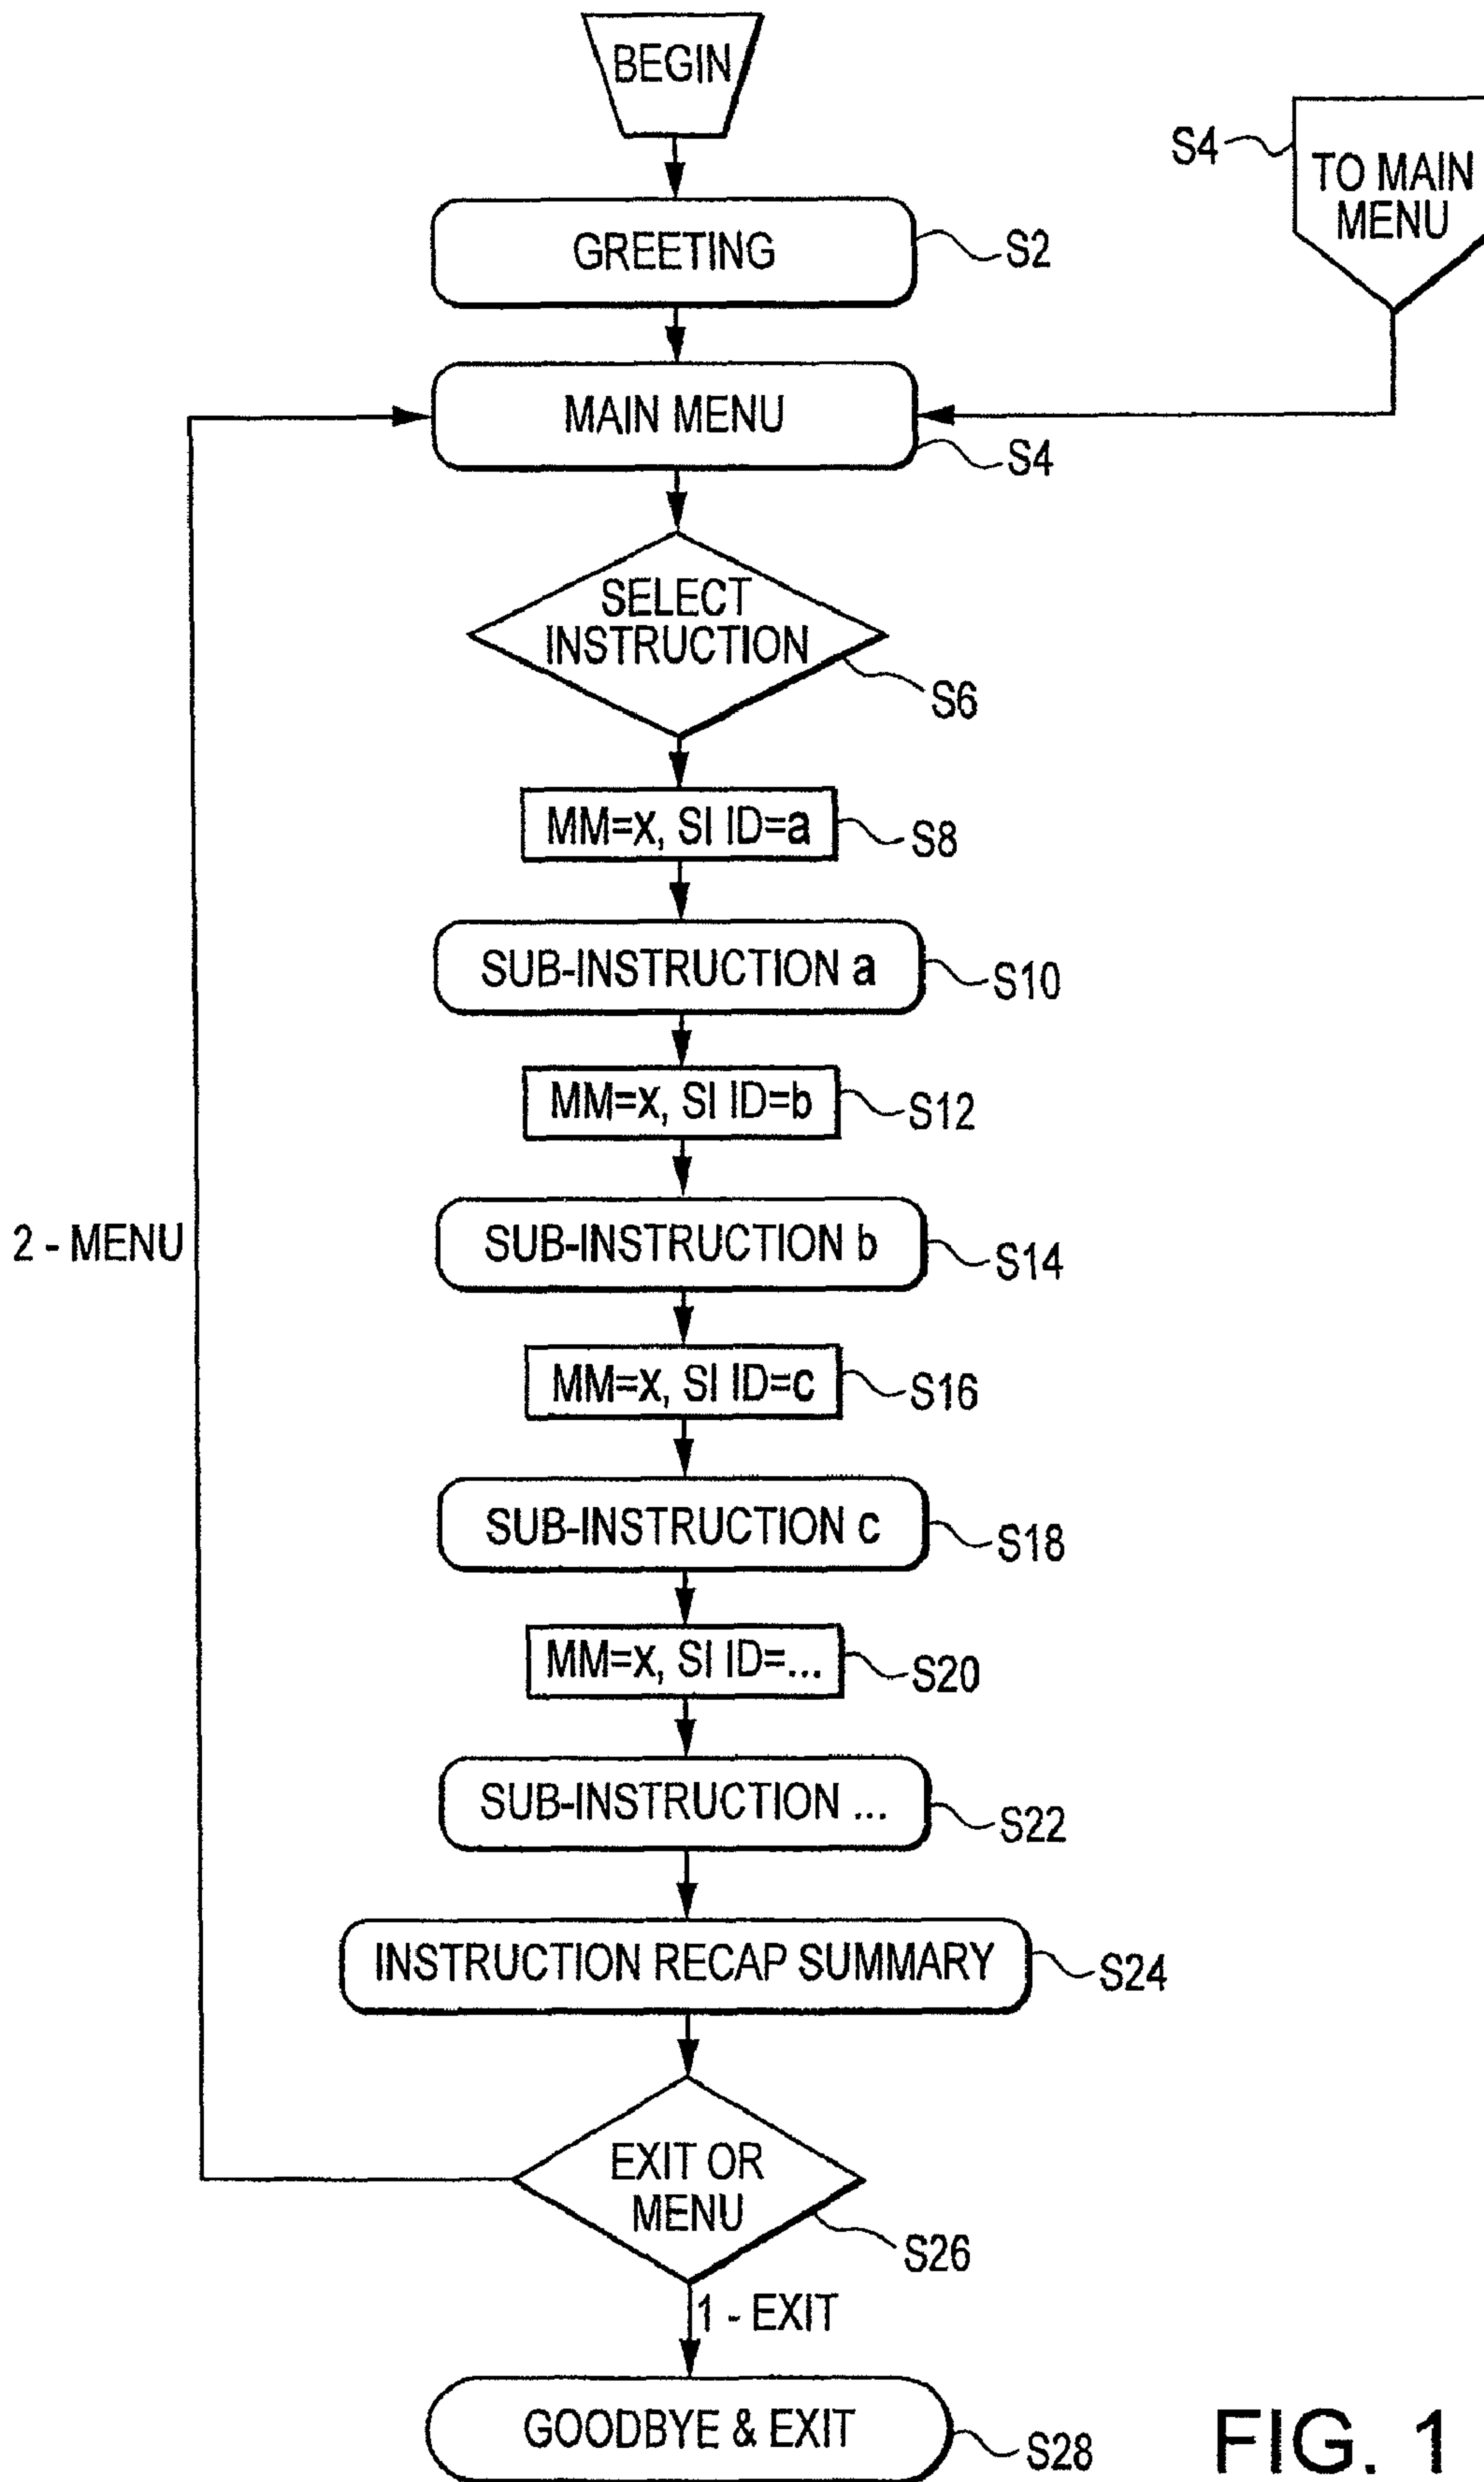 BEGIN
S4
TO MAIN
MENU
GREETING
S2
MAIN MENU
S4
SELECT
INSTRUCTION
S6
MM=x, SI ID=a
S8
SUB-INSTRUCTION a
S10
MM=x, SI ID=b
S12
2 - MENU
SUB-INSTRUCTION b
S14
MM=x, SI ID=c
S16
SUB-INSTRUCTION c
S18
MM=x, SI ID=...
S20
SUB-INSTRUCTION ...
S22
INSTRUCTION RECAP SUMMARY
S24
EXIT OR
MENU
S26
1 - EXIT
GOODBYE & EXIT
S28
FIG. 1